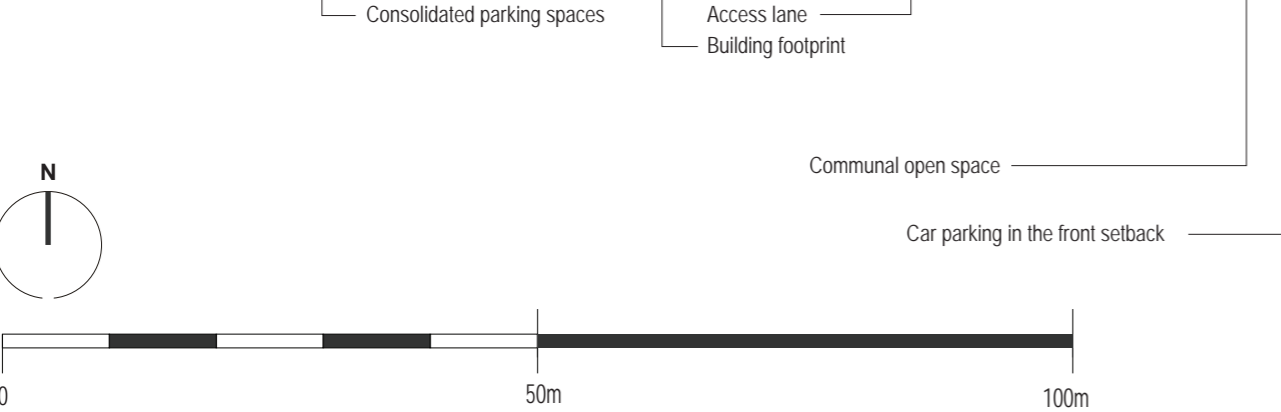 Consolidated parking spaces
Access lane
Building footprint
N
Communal open space
Car parking in the front setback
0
50m
100m